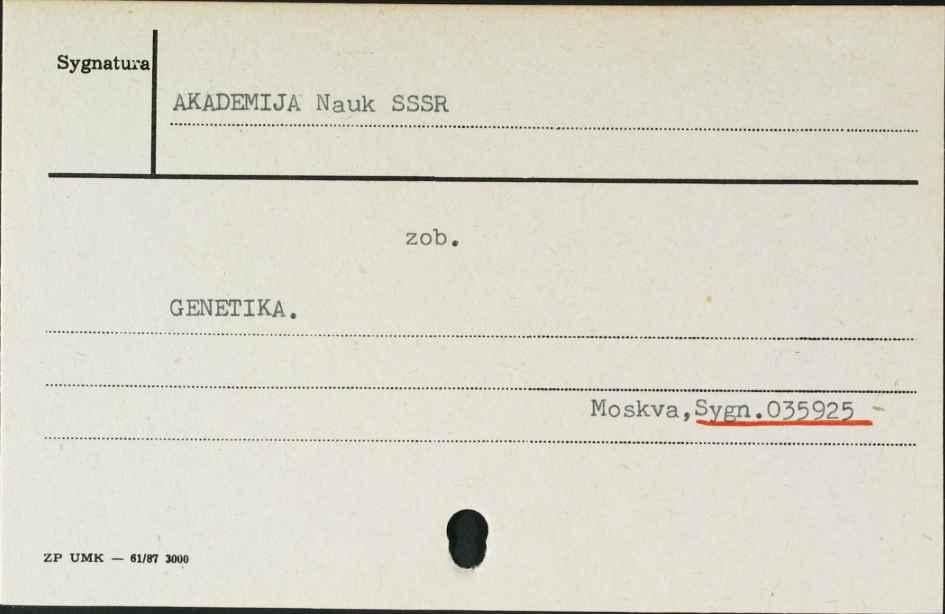 Sygnatura
AKADEMIJA Nauk SSSR
zob.
GENETIKA.
Moskva,Sygn.035925
ZP UMK — 61/87 3000